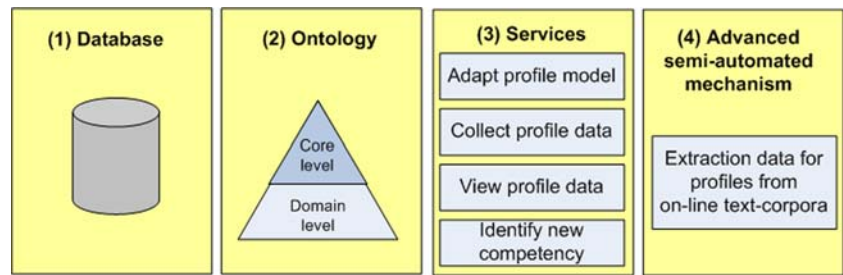 (1) Database
(2) Ontology
Core
level
Domain
level
(3) Services
Adapt profile model
Collect profile data
View profile data
Identify new
competency
(4) Advanced
semi-automated
mechanism
Extraction data for
profiles from
on-line text-corpora